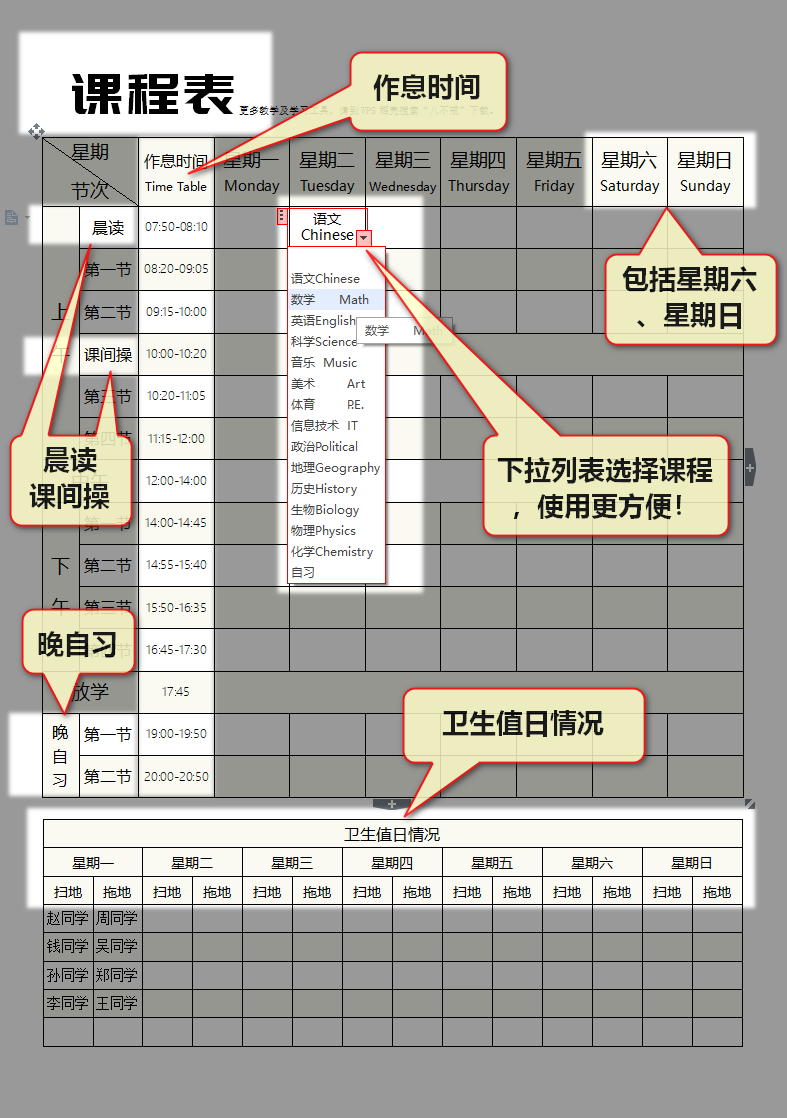 课程表
更多教学及学习工具，请到WPS稻壳搜索“八不戒”下载。
作息时间
星期
节次
作息时间
Time Table
星期一
Monday
星期二
Tuesday
星期三
Wednesday
星期四
Thursday
星期五
Friday
星期六
Saturday
星期日
Sunday
上
午
晨读
07:50-08:10
语文
Chinese
第一节
08:20-09:05
第二节
09:15-10:00
课间操
10:00-10:20
第三节
10:20-11:05
第四节
11:15-12:00
12:00-14:00
语文Chinese
数学 Math
英语English
科学Science
音乐 Music
美术 Art
体育 P.E.
信息技术 IT
政治Political
地理Geography
历史History
生物Biology
物理Physics
化学Chemistry
自习
数学 Math
包括星期六
、星期日
晨读
课间操
下拉列表选择课程
，使用更方便！
下
午
第一节
14:00-14:45
第二节
14:55-15:40
第三节
15:50-16:35
16:45-17:30
晚自习
放学
17:45
晚
自
习
第一节
19:00-19:50
第二节
20:00-20:50
卫生值日情况
卫生值日情况
星期一 星期二 星期三 星期四 星期五 星期六 星期日
扫地 拖地 扫地 拖地 扫地 拖地 扫地 拖地 扫地 拖地 扫地 拖地 扫地 拖地
赵同学 周同学
钱同学 吴同学
孙同学 郑同学
李同学 王同学